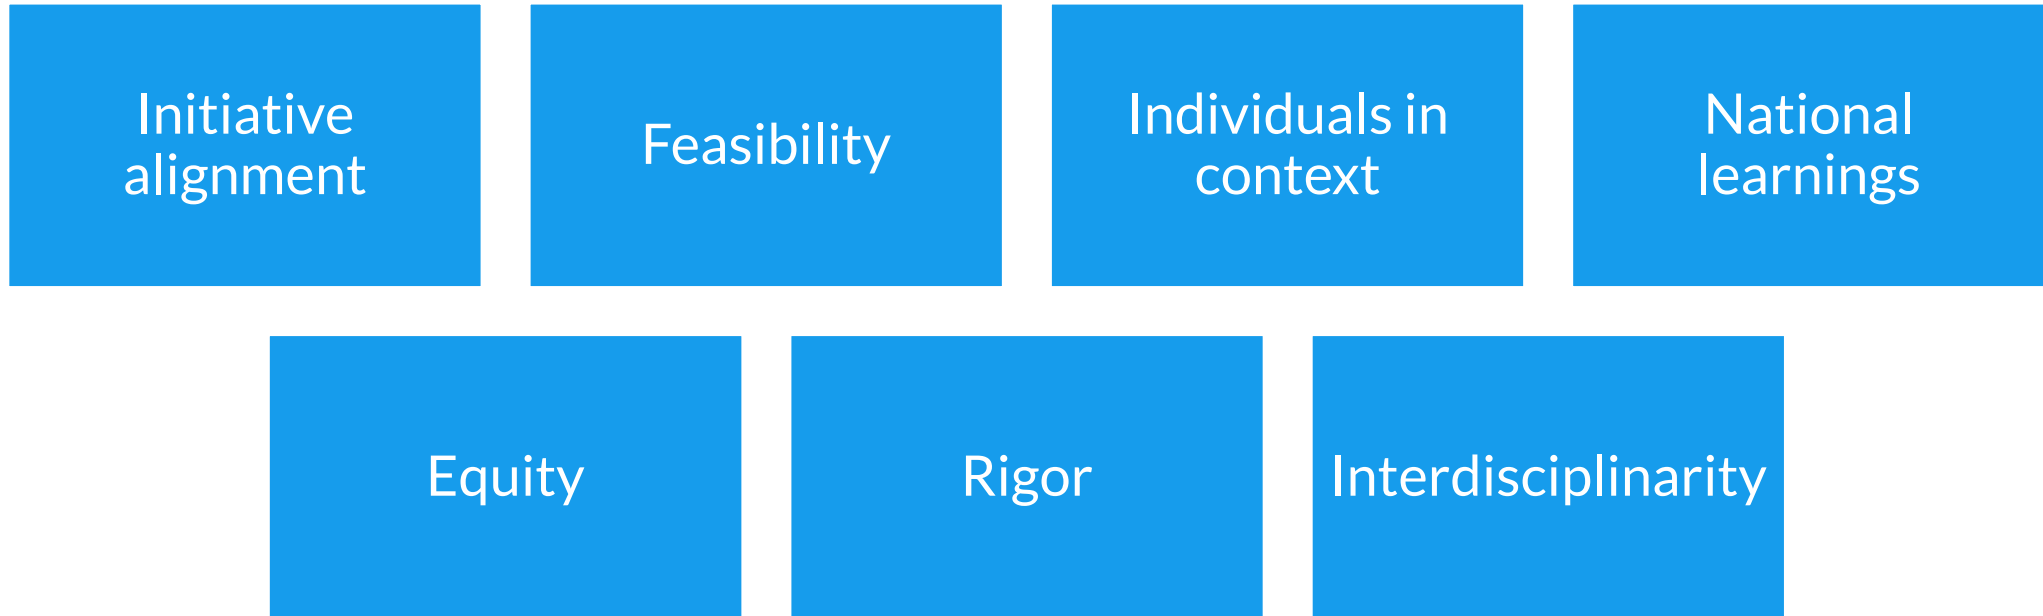 Initiative
alignment
Feasibility
Individuals in
context
National
learnings
Equity
Rigor
Interdisciplinarity